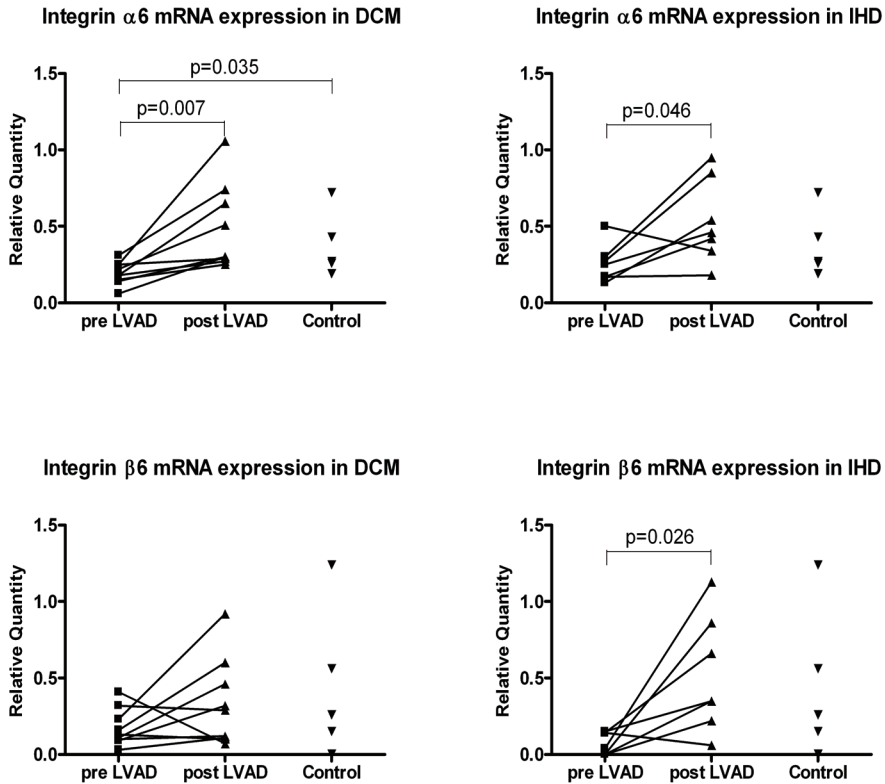 Integrin α6 mRNA expression in DCM
p=0.035
p=0.007
1.5
1.0
0.5
0.0
Relative Quantity
pre LVAD post LVAD Control
Integrin α6 mRNA expression in IHD
p=0.046
1.5
1.0
0.5
0.0
Relative Quantity
pre LVAD post LVAD Control
Integrin β6 mRNA expression in DCM
1.5
1.0
0.5
0.0
Relative Quantity
pre LVAD post LVAD Control
Integrin β6 mRNA expression in IHD
p=0.026
1.5
1.0
0.5
0.0
Relative Quantity
pre LVAD post LVAD Control